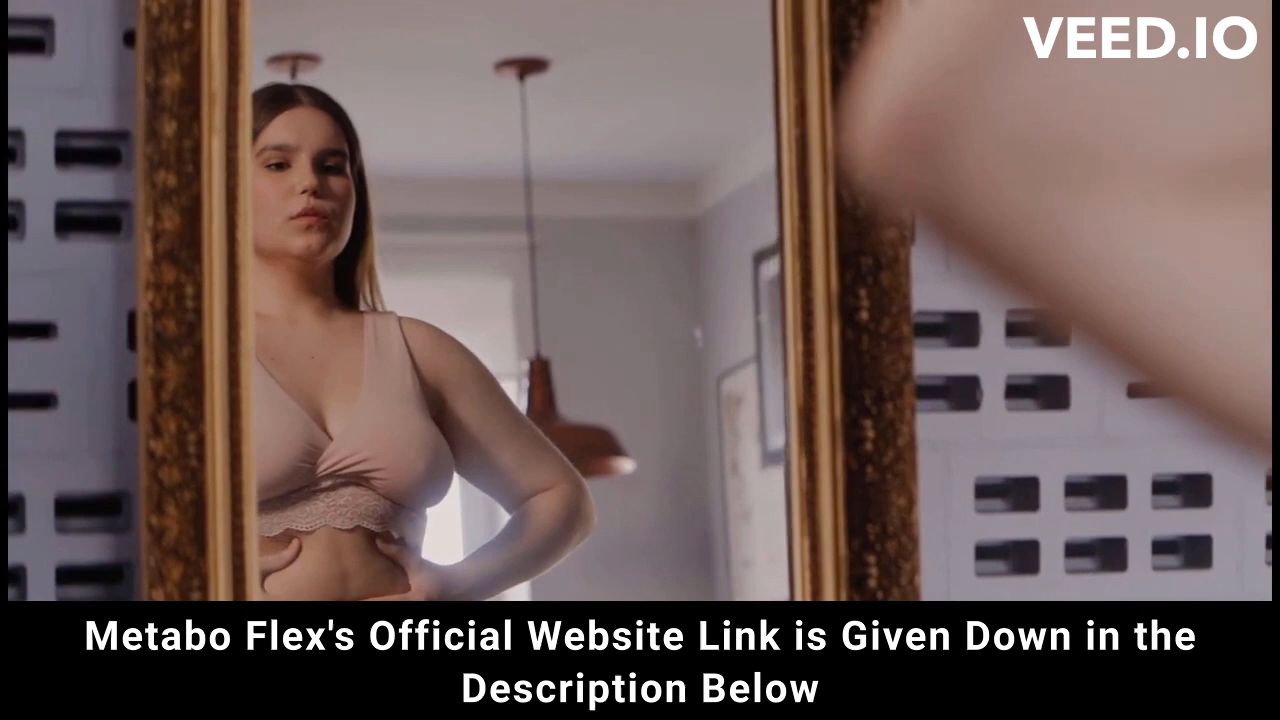 VEED.IO
Metabo Flex's Official Website Link is Given Down in the
Description Below